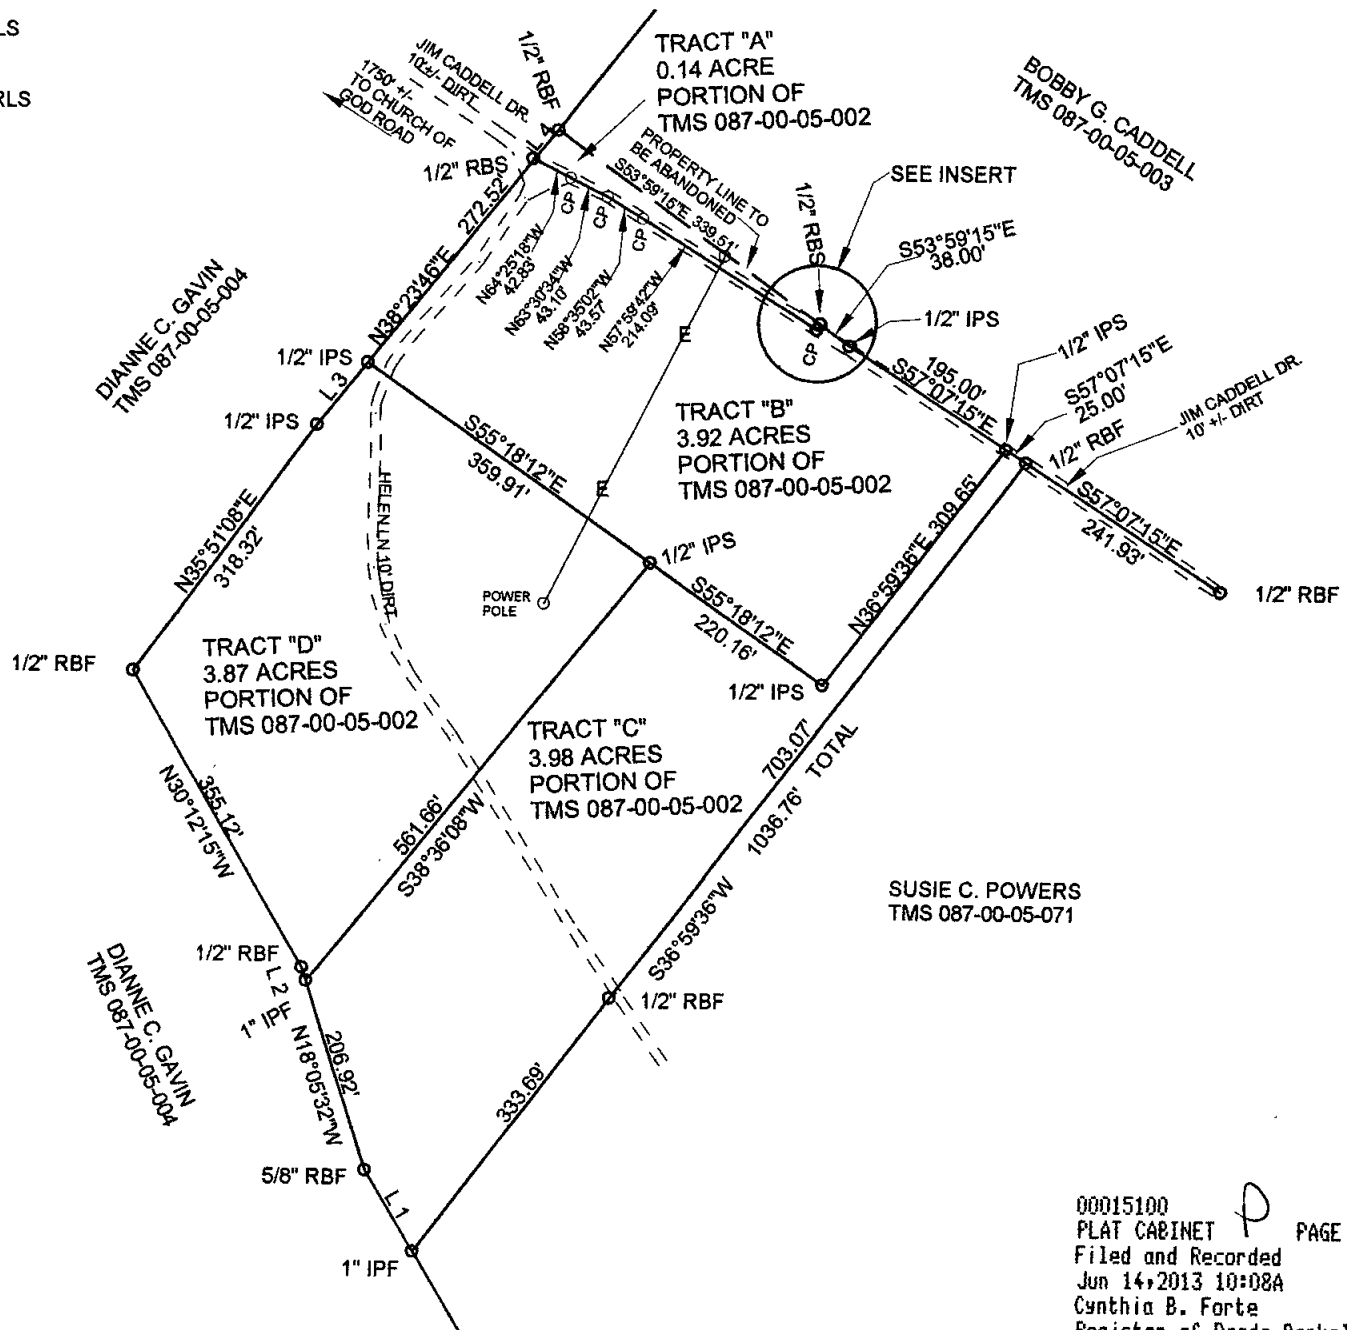 LS
RLS
TRACT "A"
0.14 ACRE
PORTION OF
TMS 087-00-05-002
BOBBY G. CADDELL
TMS 087-00-05-003
JIM CADDELL DR.
10'±/- DIRT
1750' +/-
TO CHURCH OF
GOD ROAD
1/2" RBF
L 4
1/2" RBS
PROPERTY LINE TO
BE ABANDONED
S53°59'15"E 339.51'
SEE INSERT
1/2" RBS
S53°59'15"E
38.00'
CP
CP
CP
CP
N64°25'18"W
42.83'
N63°30'34"W
43.10'
N58°35'02"W
43.57'
N57°59'42"W
214.09'
N38°23'46"E 272.52'
DIANNE C. GAVIN
TMS 087-00-05-004
1/2" IPS
1/2" IPS
195.00'
S57°07'15"E
1/2" IPS
S57°07'15"E
25.00'
1/2" RBF
JIM CADDELL DR.
10' +/- DIRT
S57°07'15"E
241.93'
1/2" RBF
L 3
1/2" IPS
E
E
TRACT "B"
3.92 ACRES
PORTION OF
TMS 087-00-05-002
S55°18'12"E
359.91'
HELEN LN 10' DIRT
N35°51'08"E
318.32'
1/2" IPS
POWER
POLE
S55°18'12"E
220.16'
N36°59'36"E 309.65'
1/2" IPS
1/2" RBF
TRACT "D"
3.87 ACRES
PORTION OF
TMS 087-00-05-002
TRACT "C"
3.98 ACRES
PORTION OF
TMS 087-00-05-002
703.07'
1036.76' TOTAL
S36°59'36"W
355.12'
N30°12'15"W
561.66'
S38°36'08"W
SUSIE C. POWERS
TMS 087-00-05-071
1/2" RBF
L 2
1" IPF
DIANNE C. GAVIN
TMS 087-00-05-004
206.92'
N18°05'32"W
1/2" RBF
333.69'
5/8" RBF
L 1
1" IPF
00015100
PLAT CABINET P PAGE
Filed and Recorded
Jun 14,2013 10:08A
Cynthia B. Forte
Register of Deeds